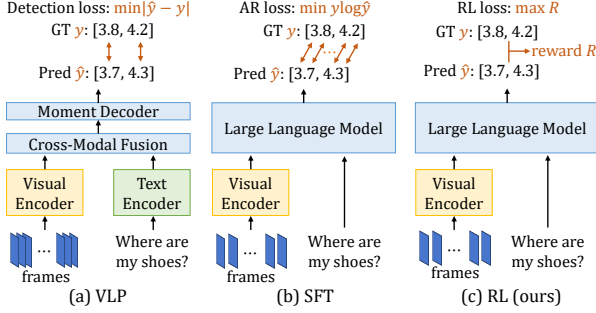 Detection loss: min|ŷ − y|
GT y: [3.8, 4.2]
Pred ŷ: [3.7, 4.3]
Moment Decoder
Cross-Modal Fusion
Visual
Encoder
Text
Encoder
...
frames
Where are
my shoes?
(a) VLP
AR loss: min ylogŷ
GT y: [3.8, 4.2]
...
Pred ŷ: [3.7, 4.3]
Large Language Model
Visual
Encoder
...
frames
Where are
my shoes?
(b) SFT
RL loss: max R
GT y: [3.8, 4.2]
reward R
Pred ŷ: [3.7, 4.3]
Large Language Model
Visual
Encoder
...
frames
Where are
my shoes?
(c) RL (ours)